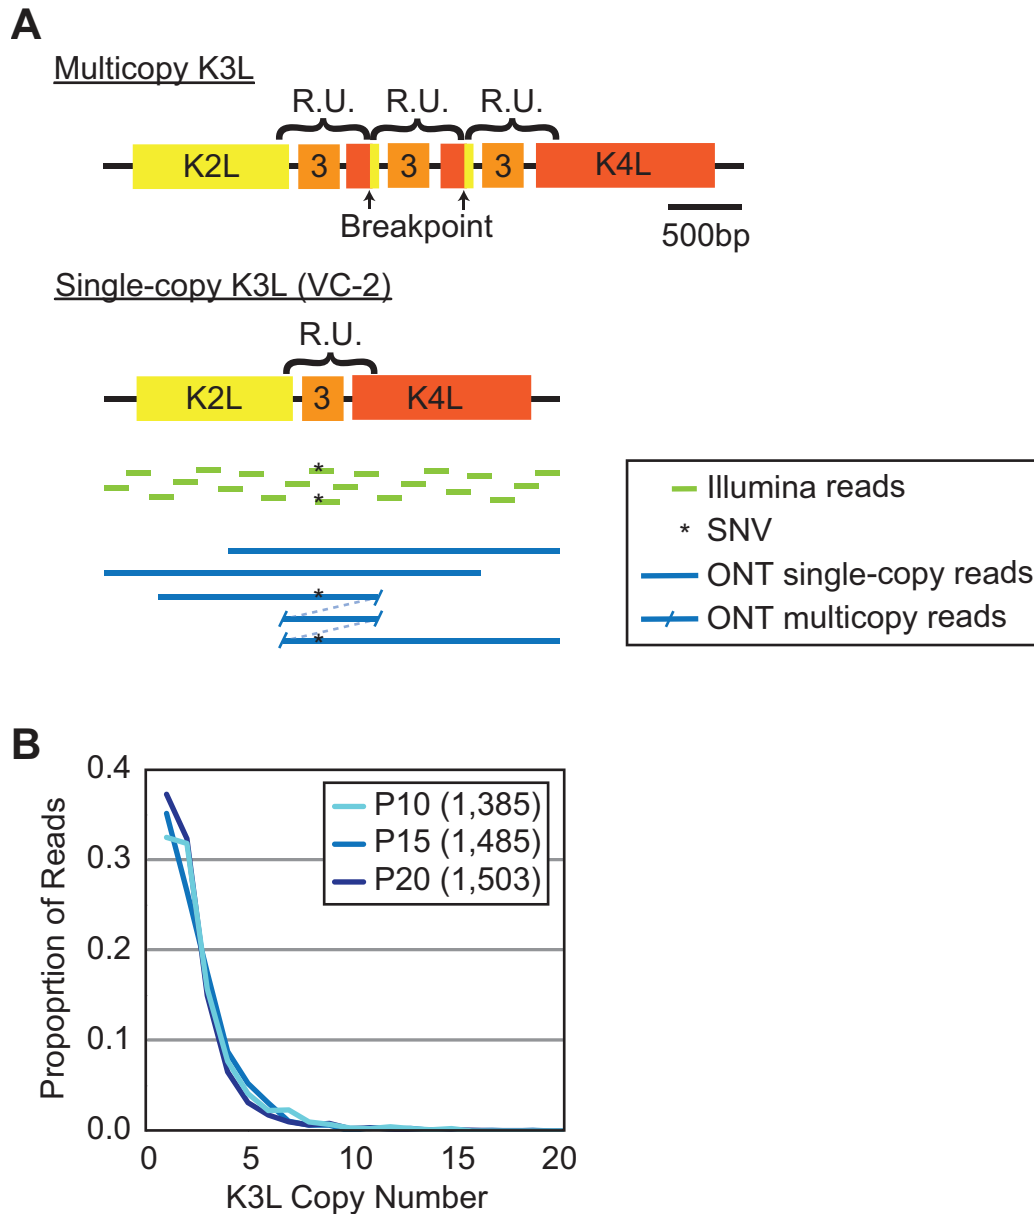 A
Multicopy K3L
R.U. R.U. R.U.
K2L 3 3 3 K4L
Breakpoint
500bp
Single-copy K3L (VC-2)
R.U.
K2L 3 K4L
*
*
*
*
Illumina reads
* SNV
ONT single-copy reads
ONT multicopy reads
B
0.4
0.3
0.2
0.1
0.0
Propoprtion of Reads
P10 (1,385)
P15 (1,485)
P20 (1,503)
0 5 10 15 20
K3L Copy Number